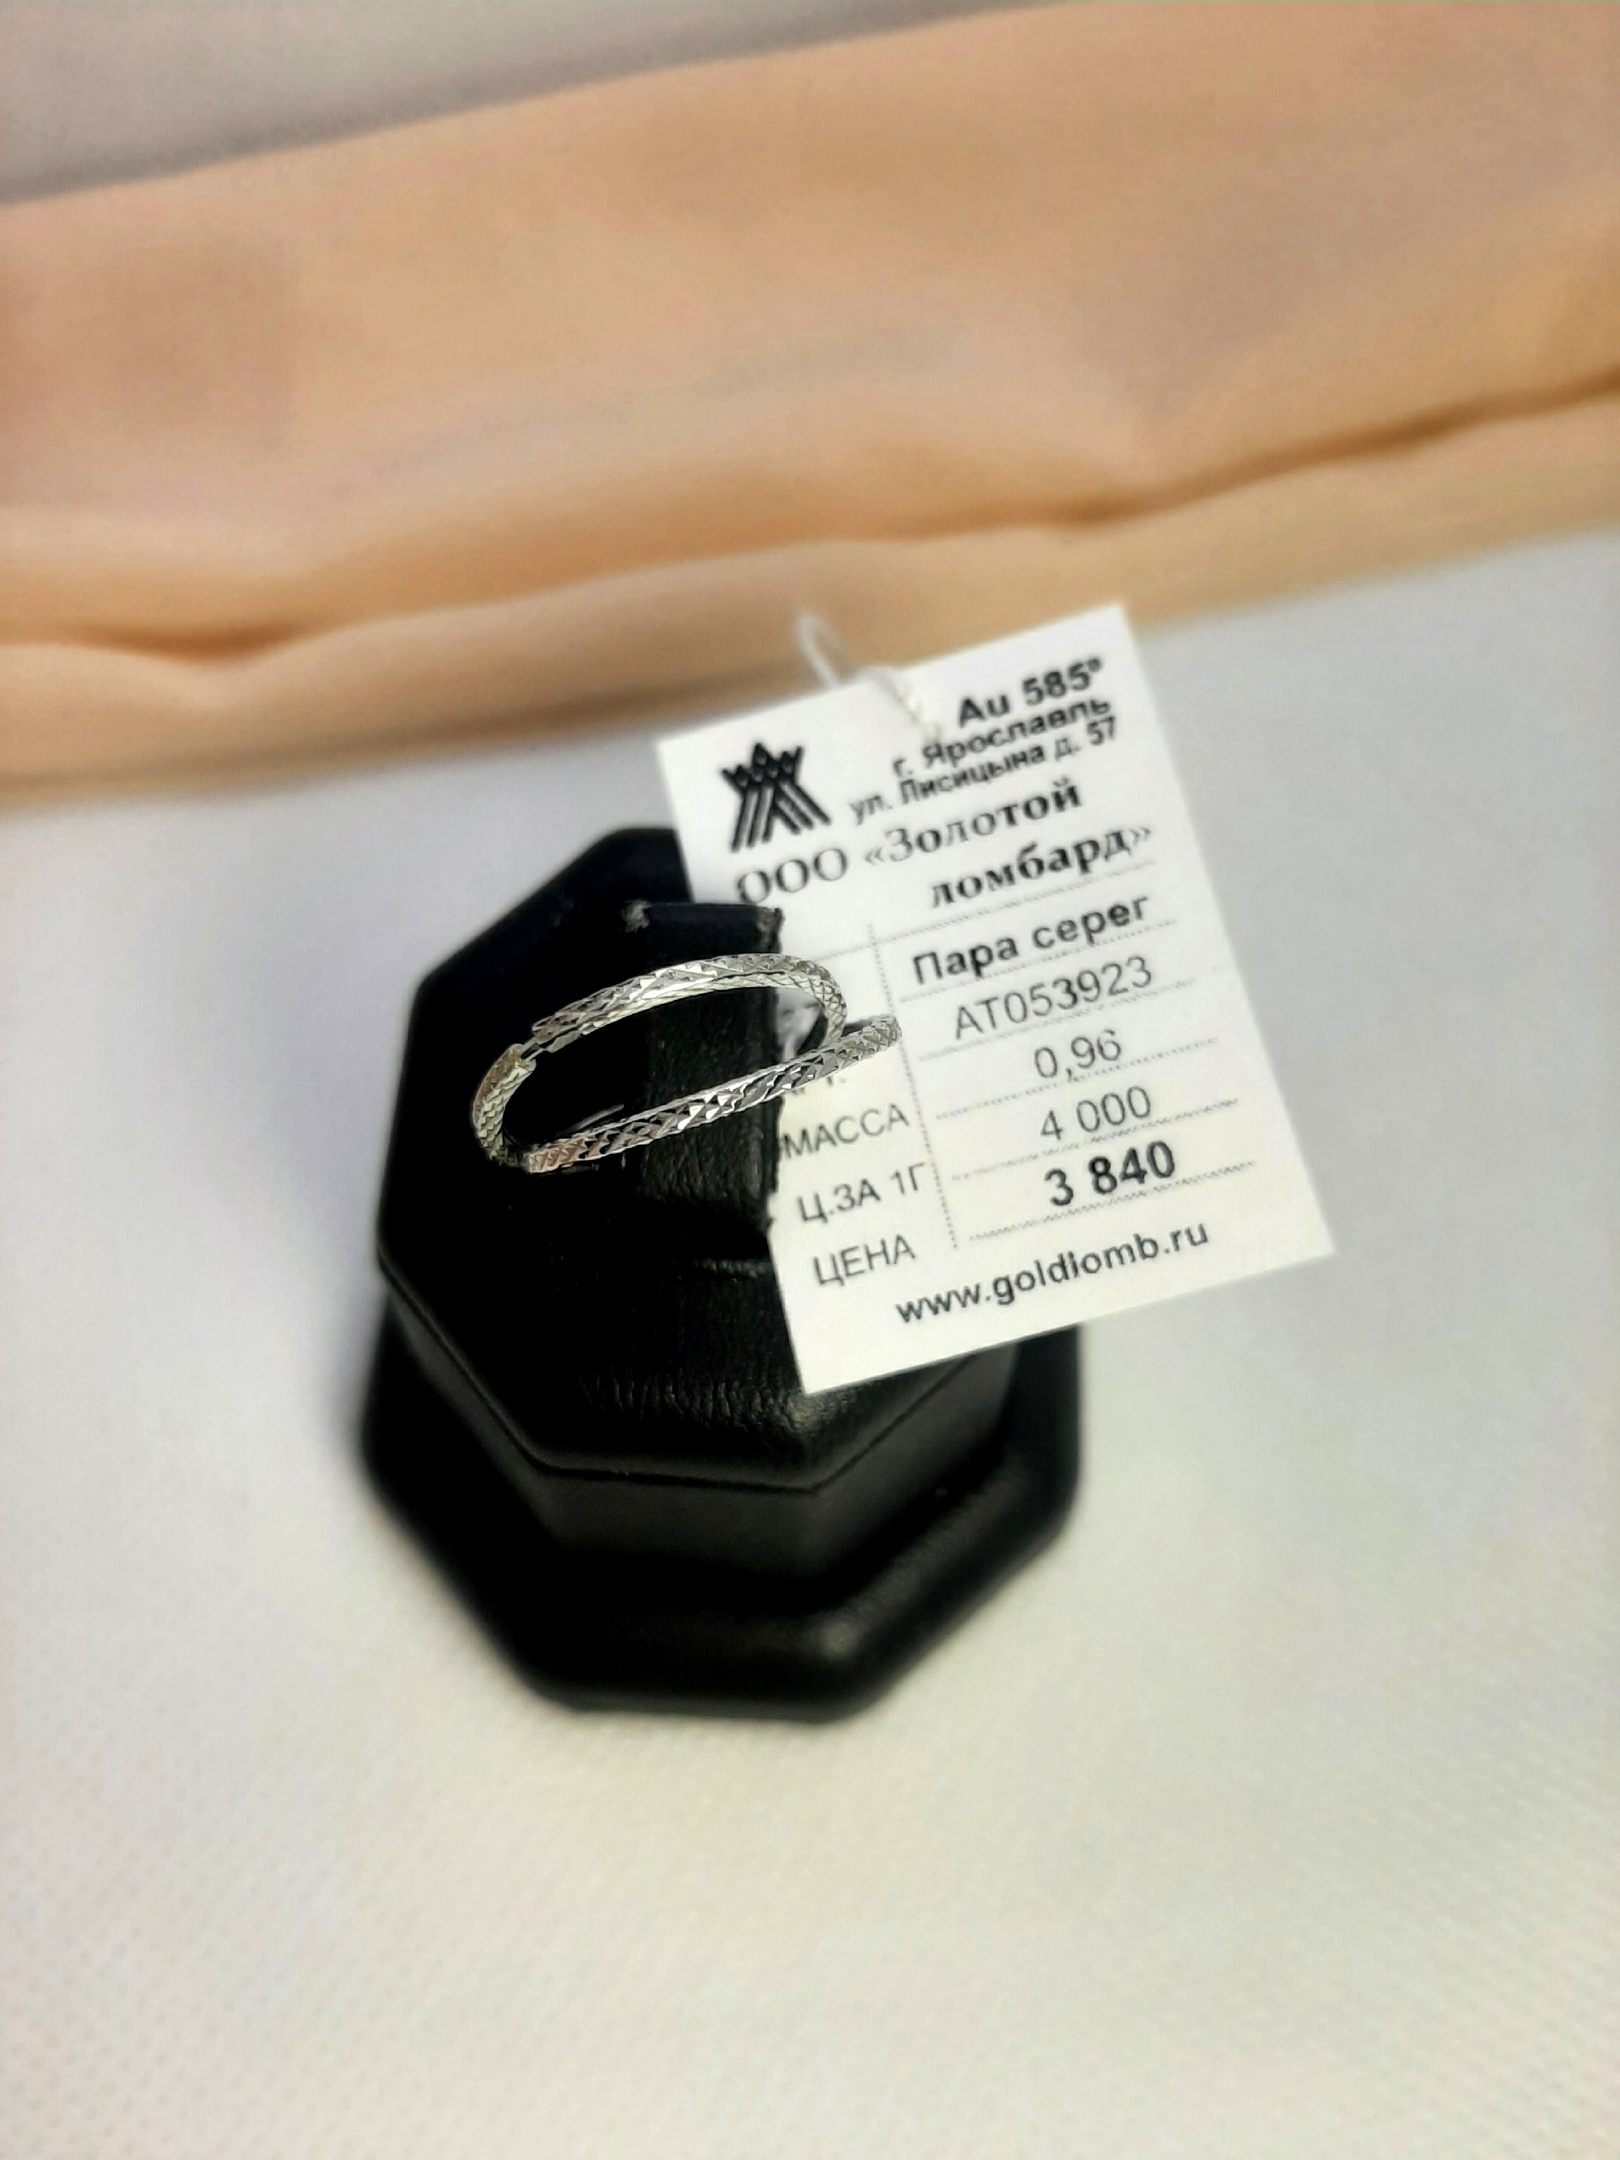 Au 585°
г. Ярославль
ул. Лисицына д. 57
ООО «Золотой
ломбард»
Пара серег
АТ053923
МАССА 0,96
Ц.ЗА 1Г 4 000
ЦЕНА 3 840
www.goldlomb.ru